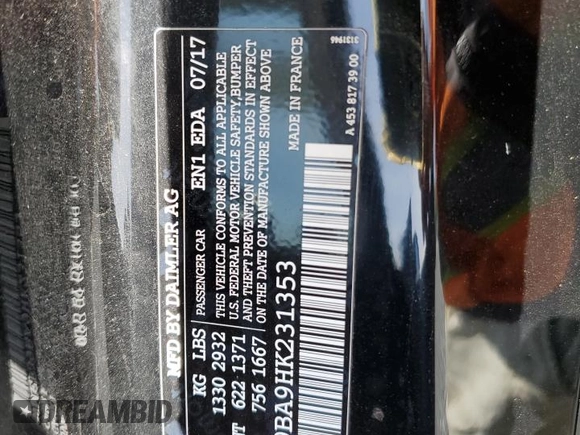 MFD BY DAIMLER AG
PASSENGER CAR EN1 EDA 07/17
KG LBS
1330 2932
622 1371
756 1667
THIS VEHICLE CONFORMS TO ALL APPLICABLE
U.S. FEDERAL MOTOR VEHICLE SAFETY,BUMPER
AND THEFT PREVENTION STANDARDS IN EFFECT
ON THE DATE OF MANUFACTURE SHOWN ABOVE
MADE IN FRANCE
BA9HK231353
A 453 817 39 00
3131946
DREAMBID